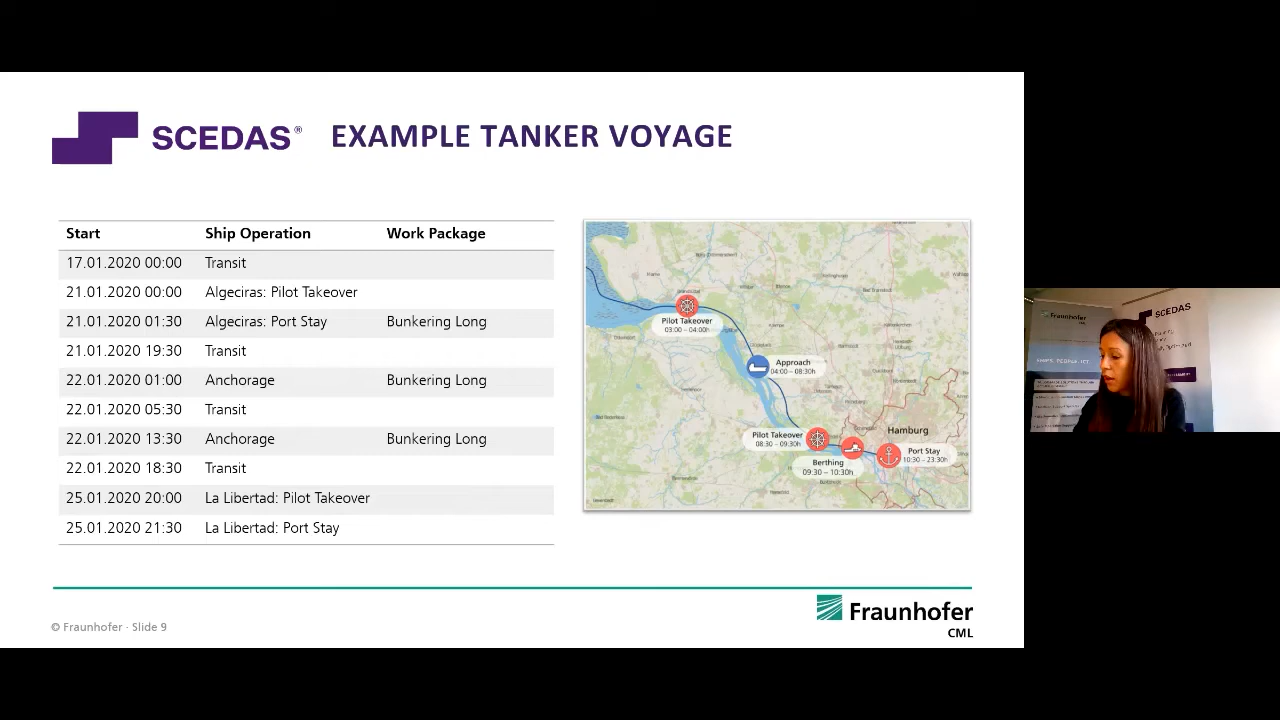 SCEDAS® EXAMPLE TANKER VOYAGE
Start Ship Operation Work Package
17.01.2020 00:00 Transit
21.01.2020 00:00 Algeciras: Pilot Takeover
21.01.2020 01:30 Algeciras: Port Stay Bunkering Long
21.01.2020 19:30 Transit
22.01.2020 01:00 Anchorage Bunkering Long
22.01.2020 05:30 Transit
22.01.2020 13:30 Anchorage Bunkering Long
22.01.2020 18:30 Transit
25.01.2020 20:00 La Libertad: Pilot Takeover
25.01.2020 21:30 La Libertad: Port Stay
Pilot Takeover
03:00 – 04:00h
Approach
04:00 – 08:30h
Pilot Takeover
08:30 – 09:30h
Berthing
09:30 – 10:30h
Hamburg
Port Stay
10:30 – 23:30h
© Fraunhofer · Slide 9
Fraunhofer
CML
Fraunhofer
SCEDAS